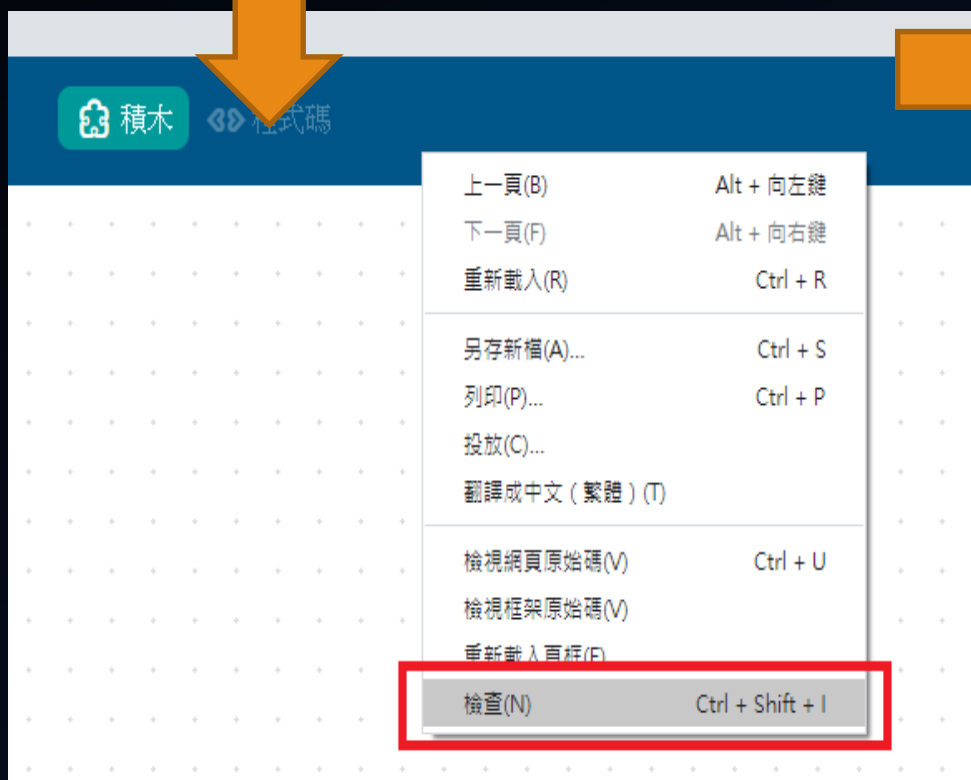 積木 程式碼
上一頁(B) Alt + 向左鍵
下一頁(F) Alt + 向右鍵
重新載入(R) Ctrl + R
另存新檔(A)... Ctrl + S
列印(P)... Ctrl + P
投放(C)...
翻譯成中文（繁體）(T)
檢視網頁原始碼(V) Ctrl + U
檢視框架原始碼(V)
重新載入頁框(F)
檢查(N) Ctrl + Shift + I